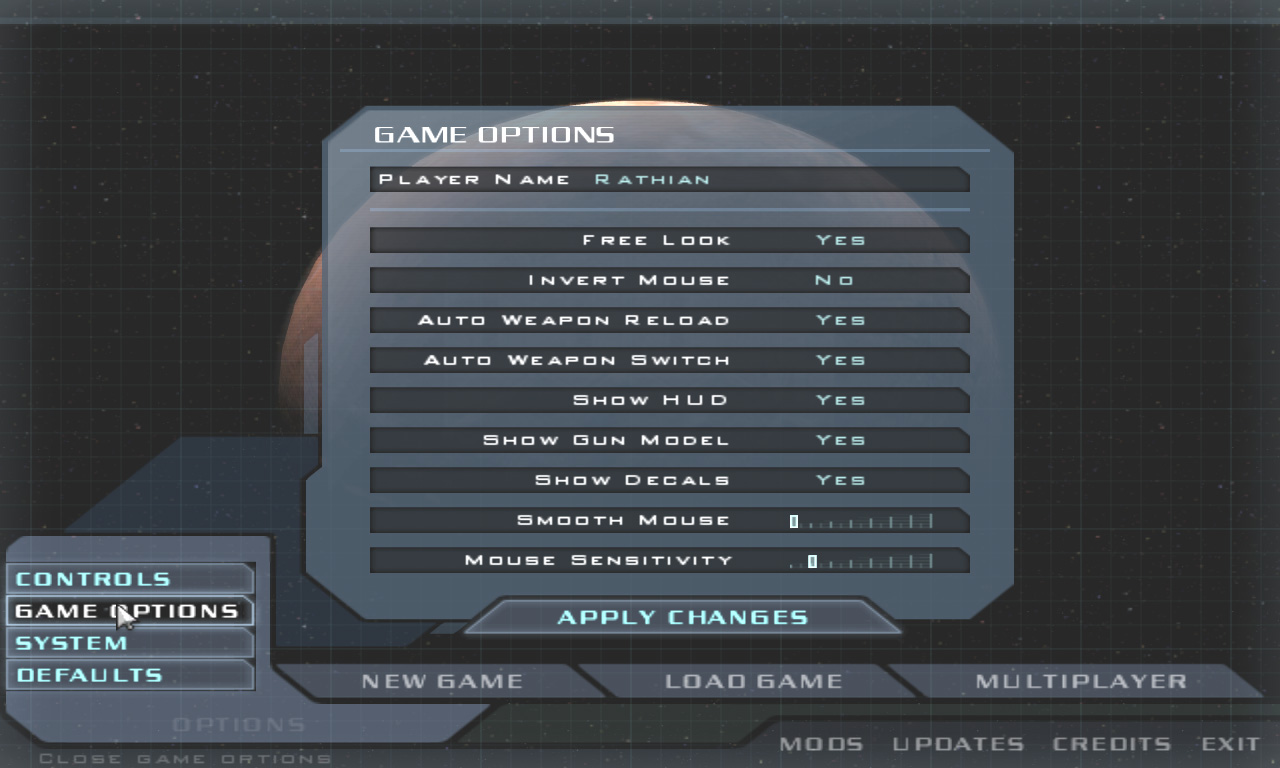 GAME OPTIONS
PLAYER NAME RATHIAN
FREE LOOK YES
INVERT MOUSE NO
AUTO WEAPON RELOAD YES
AUTO WEAPON SWITCH YES
SHOW HUD YES
SHOW GUN MODEL YES
SHOW DECALS YES
SMOOTH MOUSE
MOUSE SENSITIVITY
APPLY CHANGES
CONTROLS
GAME OPTIONS
SYSTEM
DEFAULTS
NEW GAME LOAD GAME MULTIPLAYER
OPTIONS
MODS UPDATES CREDITS EXIT
CLOSE GAME OPTIONS